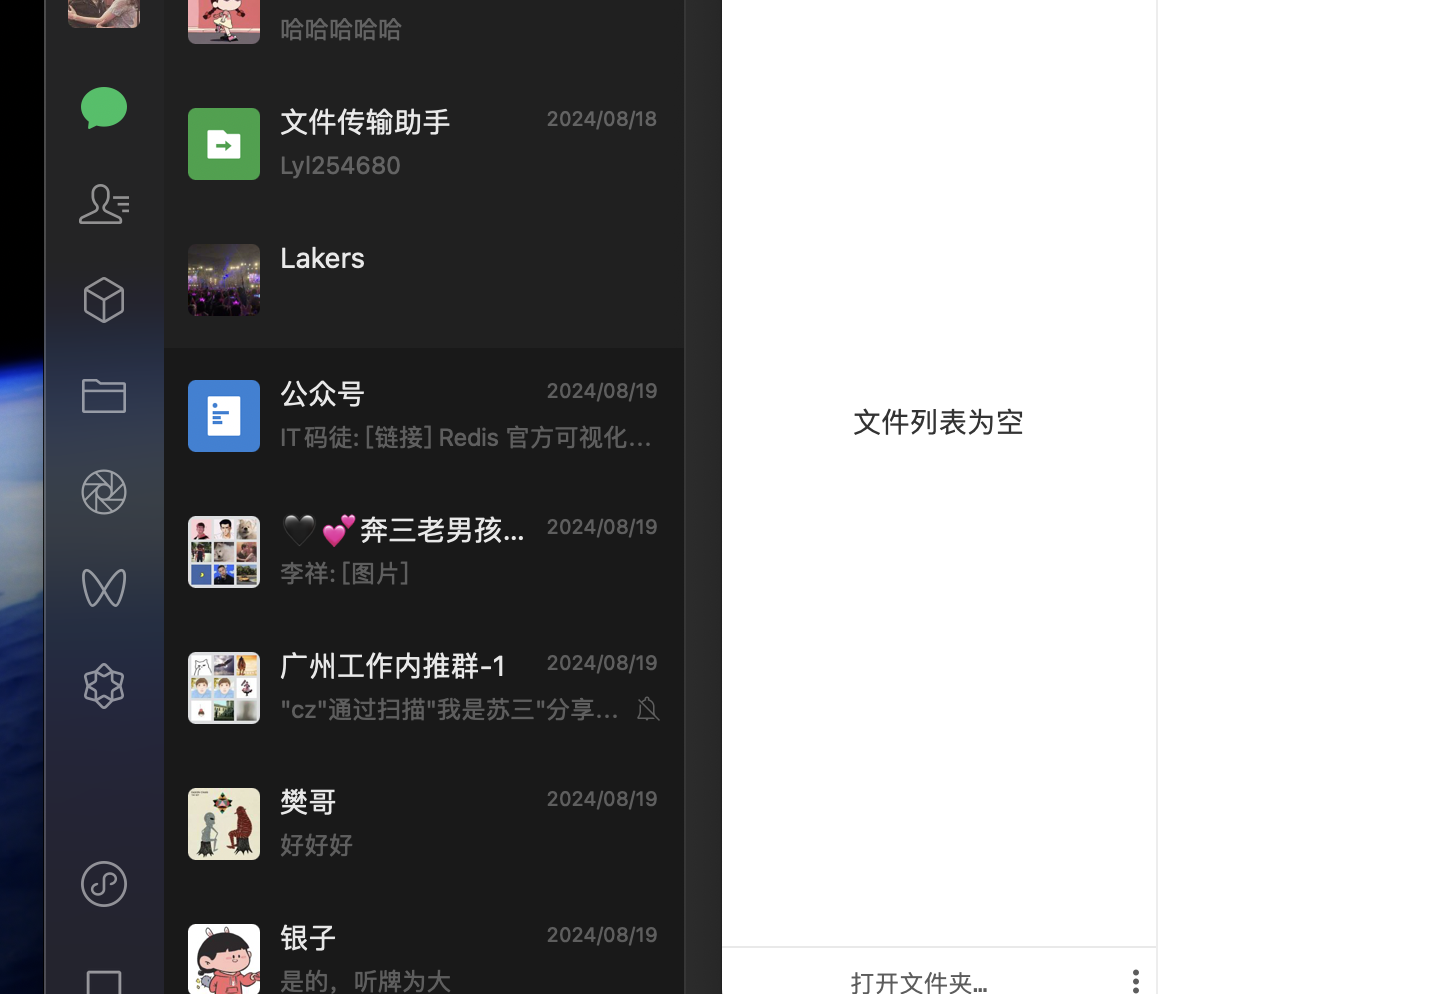 哈哈哈哈哈
文件传输助手
2024/08/18
Lyl254680
Lakers
公众号
2024/08/19
IT码徒: [链接] Redis 官方可视化...
🖤💕奔三老男孩...
2024/08/19
李祥: [图片]
广州工作内推群-1
2024/08/19
"cz"通过扫描"我是苏三"分享...
樊哥
2024/08/19
好好好
银子
2024/08/19
是的，听牌为大
文件列表为空
打开文件夹...